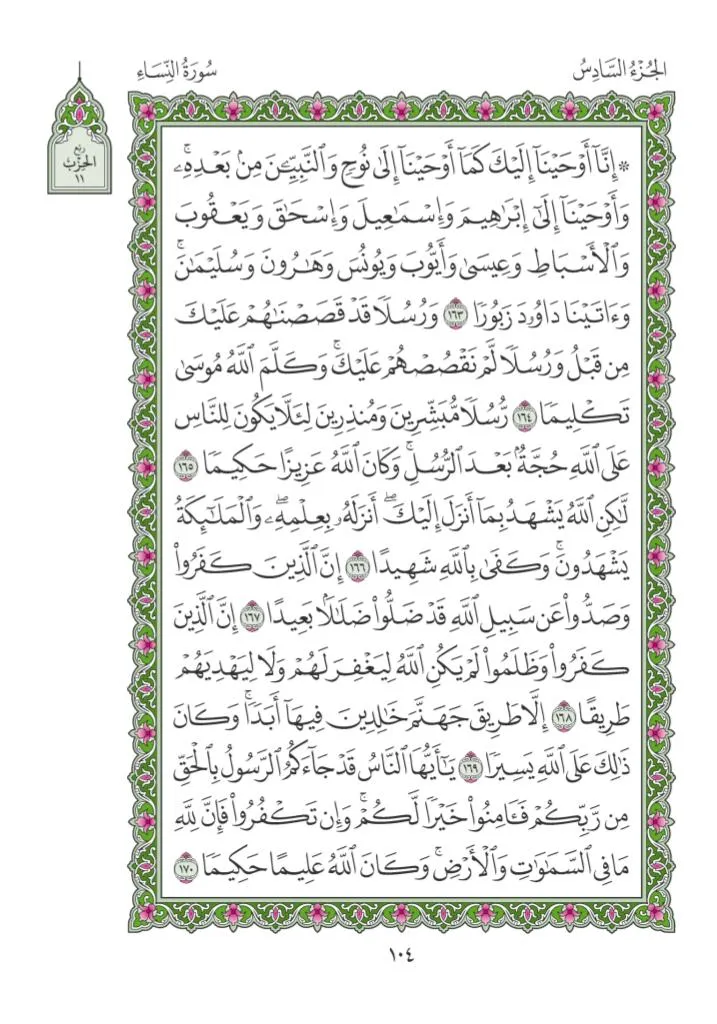 الجُزْءُ السَّادِسُ
سُورَةُ النِّسَاءِ
رُبع
الحِزْب
١١
* إِنَّآ أَوْحَيْنَآ إِلَيْكَ كَمَآ أَوْحَيْنَآ إِلَىٰ نُوحٍ وَٱلنَّبِيِّـۧنَ مِنۢ بَعْدِهِۦۚ
وَأَوْحَيْنَآ إِلَىٰٓ إِبْرَٰهِيمَ وَإِسْمَٰعِيلَ وَإِسْحَٰقَ وَيَعْقُوبَ
وَٱلْأَسْبَاطِ وَعِيسَىٰ وَأَيُّوبَ وَيُونُسَ وَهَٰرُونَ وَسُلَيْمَٰنَۚ
وَءَاتَيْنَا دَاوُۥدَ زَبُورًا ١٦٣ وَرُسُلًا قَدْ قَصَصْنَٰهُمْ عَلَيْكَ
مِن قَبْلُ وَرُسُلًا لَّمْ نَقْصُصْهُمْ عَلَيْكَۚ وَكَلَّمَ ٱللَّهُ مُوسَىٰ
تَكْلِيمًا ١٦٤ رُّسُلًا مُّبَشِّرِينَ وَمُنذِرِينَ لِئَلَّا يَكُونَ لِلنَّاسِ
عَلَى ٱللَّهِ حُجَّةٌۢ بَعْدَ ٱلرُّسُلِۚ وَكَانَ ٱللَّهُ عَزِيزًا حَكِيمًا ١٦٥
لَّٰكِنِ ٱللَّهُ يَشْهَدُ بِمَآ أَنزَلَ إِلَيْكَۖ أَنزَلَهُۥ بِعِلْمِهِۦۖ وَٱلْمَلَٰٓئِكَةُ
يَشْهَدُونَۚ وَكَفَىٰ بِٱللَّهِ شَهِيدًا ١٦٦ إِنَّ ٱلَّذِينَ كَفَرُوا۟
وَصَدُّوا۟ عَن سَبِيلِ ٱللَّهِ قَدْ ضَلُّوا۟ ضَلَٰلًۢا بَعِيدًا ١٦٧ إِنَّ ٱلَّذِينَ
كَفَرُوا۟ وَظَلَمُوا۟ لَمْ يَكُنِ ٱللَّهُ لِيَغْفِرَ لَهُمْ وَلَا لِيَهْدِيَهُمْ
طَرِيقًا ١٦٨ إِلَّا طَرِيقَ جَهَنَّمَ خَٰلِدِينَ فِيهَآ أَبَدًاۚ وَكَانَ
ذَٰلِكَ عَلَى ٱللَّهِ يَسِيرًا ١٦٩ يَٰٓأَيُّهَا ٱلنَّاسُ قَدْ جَآءَكُمُ ٱلرَّسُولُ بِٱلْحَقِّ
مِن رَّبِّكُمْ فَـَٔامِنُوا۟ خَيْرًا لَّكُمْۚ وَإِن تَكْفُرُوا۟ فَإِنَّ لِلَّهِ
مَا فِى ٱلسَّمَٰوَٰتِ وَٱلْأَرْضِۚ وَكَانَ ٱللَّهُ عَلِيمًا حَكِيمًا ١٧٠
١٠٤